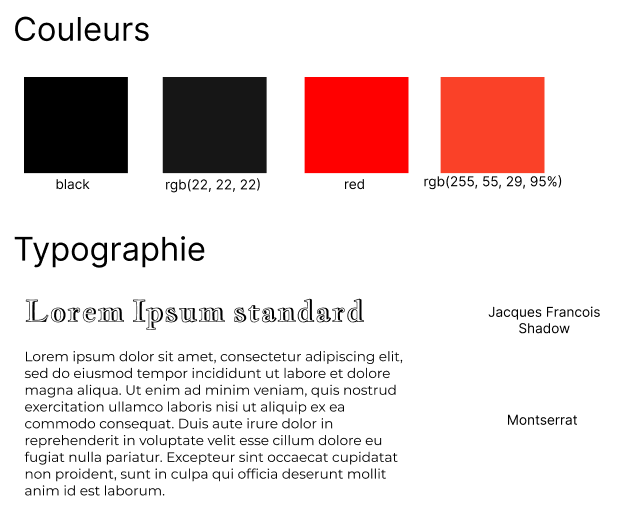 Couleurs
black
rgb(22, 22, 22)
red
rgb(255, 55, 29, 95%)
Typographie
Lorem Ipsum standard
Jacques Francois
Shadow
Lorem ipsum dolor sit amet, consectetur adipiscing elit,
sed do eiusmod tempor incididunt ut labore et dolore
magna aliqua. Ut enim ad minim veniam, quis nostrud
exercitation ullamco laboris nisi ut aliquip ex ea
commodo consequat. Duis aute irure dolor in
reprehenderit in voluptate velit esse cillum dolore eu
fugiat nulla pariatur. Excepteur sint occaecat cupidatat
non proident, sunt in culpa qui officia deserunt mollit
anim id est laborum.
Montserrat